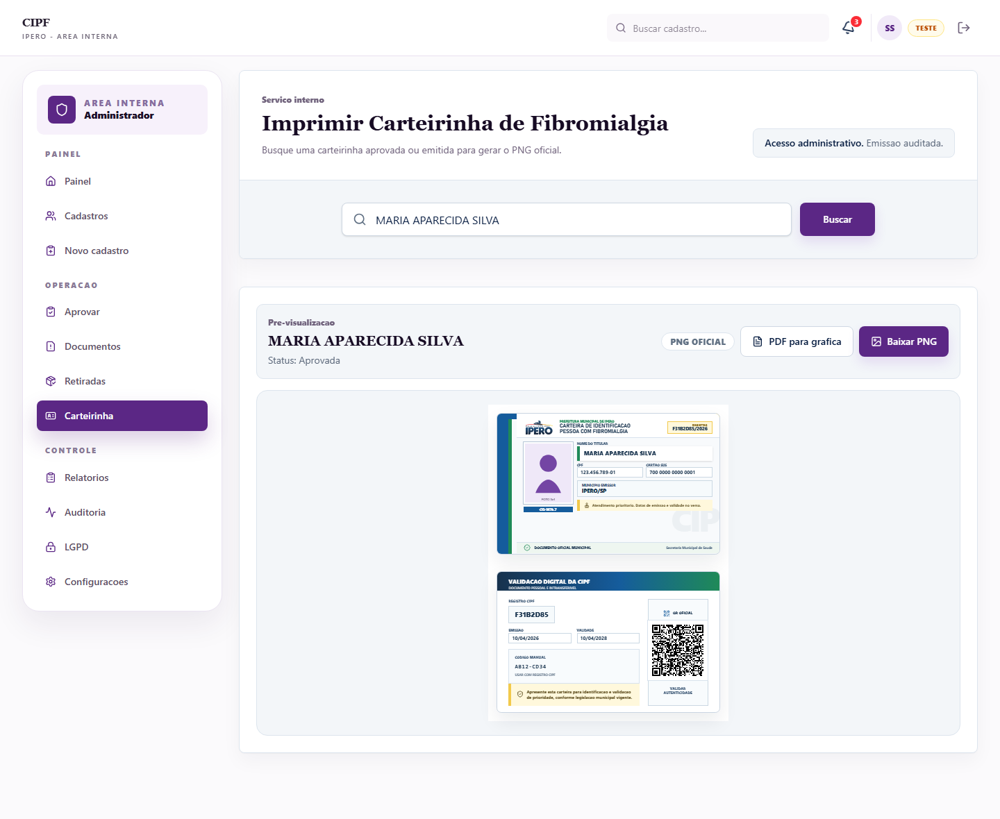 CIPF
IPERO - AREA INTERNA
Buscar cadastro...
3
SS
TESTE
AREA INTERNA
Administrador
PAINEL
Painel
Cadastros
Novo cadastro
OPERACAO
Aprovar
Documentos
Retiradas
Carteirinha
CONTROLE
Relatorios
Auditoria
LGPD
Configuracoes
Servico interno
Imprimir Carteirinha de Fibromialgia
Busque uma carteirinha aprovada ou emitida para gerar o PNG oficial.
Acesso administrativo. Emissao auditada.
MARIA APARECIDA SILVA
Buscar
Pre-visualizacao
MARIA APARECIDA SILVA
Status: Aprovada
PNG OFICIAL
PDF para grafica
Baixar PNG
IPERO
PREFEITURA MUNICIPAL DE IPERO
CARTEIRA DE IDENTIFICACAO
PESSOA COM FIBROMIALGIA
REGISTRO
F31B2D85/2026
NOME DO TITULAR
MARIA APARECIDA SILVA
CPF
123.456.789-01
CARTAO SUS
700 0000 0000 0001
MUNICIPIO EMISSOR
IPERO/SP
FOTO 3x4
CID M79.7
Atendimento prioritario. Datas de emissao e validade no verso.
CIP
DOCUMENTO OFICIAL MUNICIPAL
Secretaria Municipal de Saude
VALIDACAO DIGITAL DA CIPF
DOCUMENTO PESSOAL E INTRANSFERIVEL
REGISTRO CIPF
F31B2D85
EMISSAO
10/04/2026
VALIDADE
10/04/2028
CODIGO MANUAL
AB12-CD34
USAR COM REGISTRO CIPF
Apresente esta carteira para identificacao e validacao
de prioridade, conforme legislacao municipal vigente.
QR OFICIAL
VALIDAR
AUTENTICIDADE